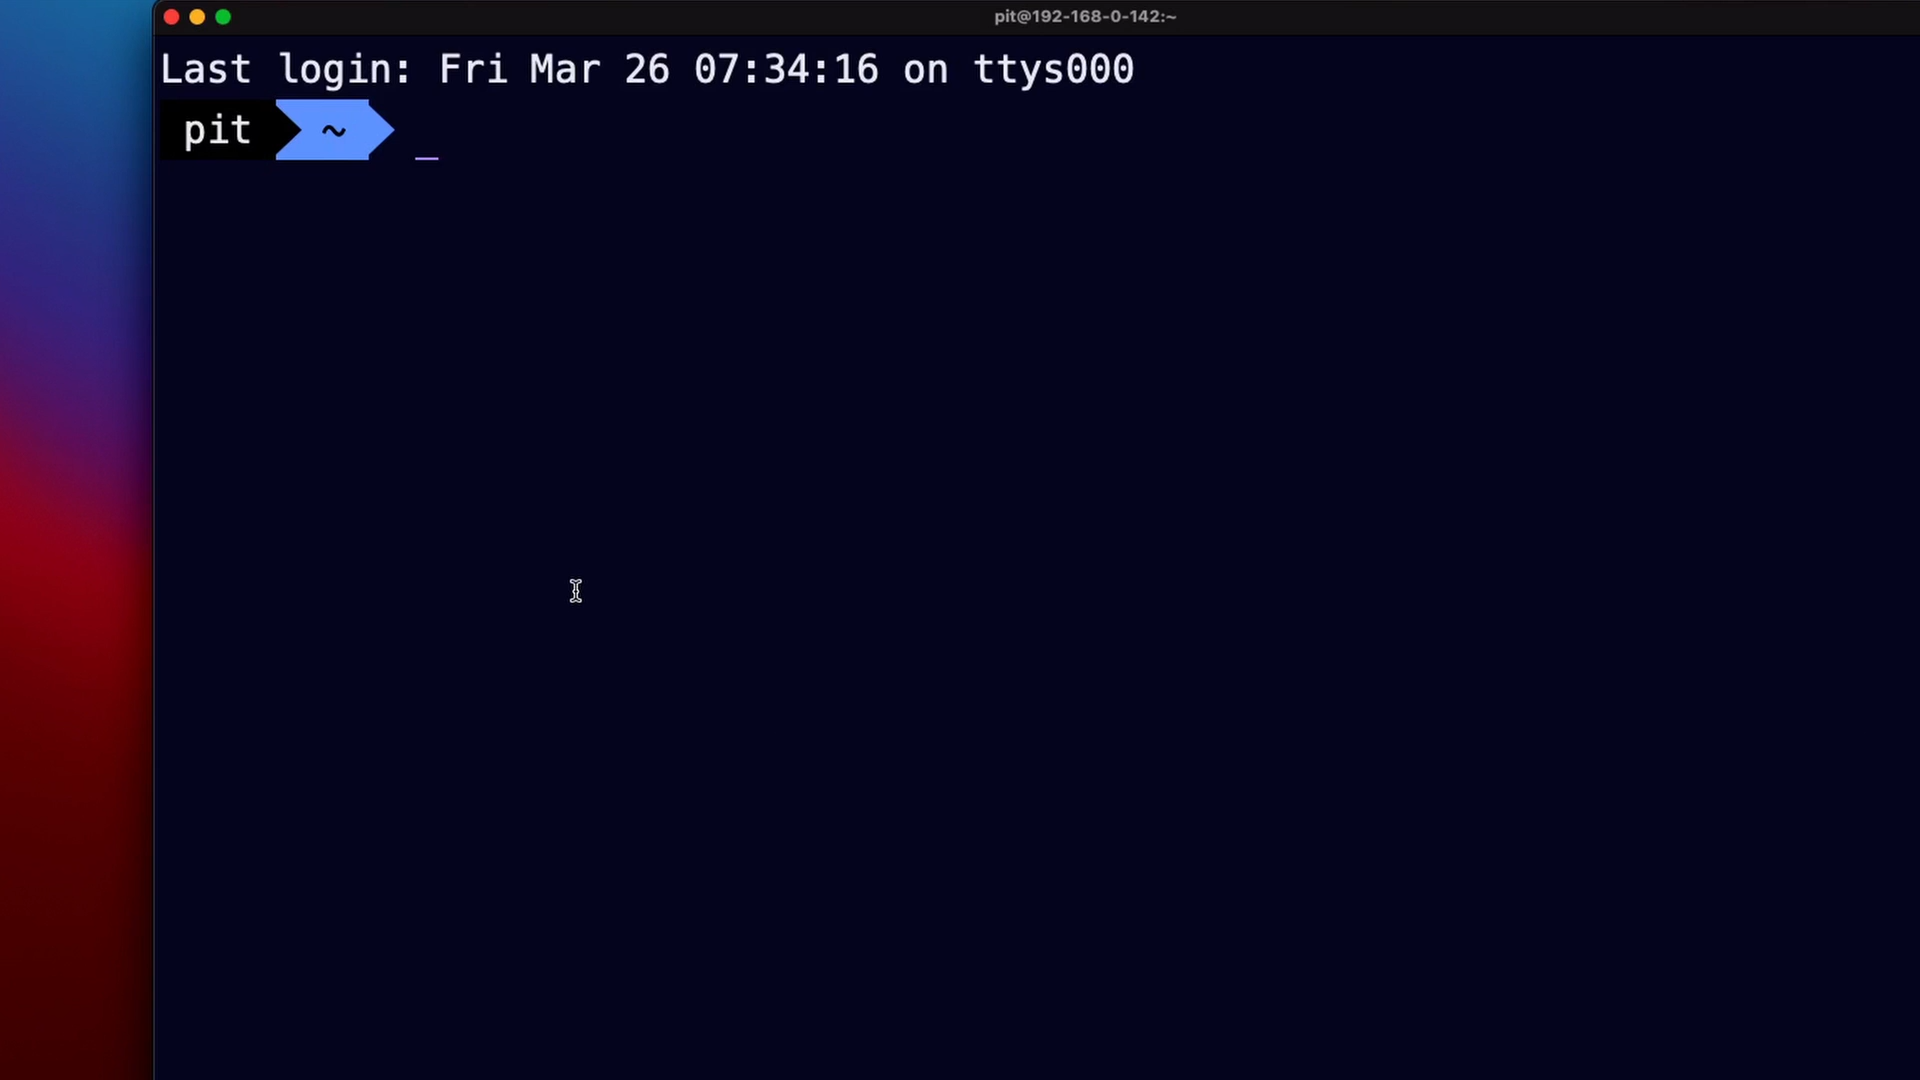 pit@192-168-0-142:~
Last login: Fri Mar 26 07:34:16 on ttys000
pit ~ _